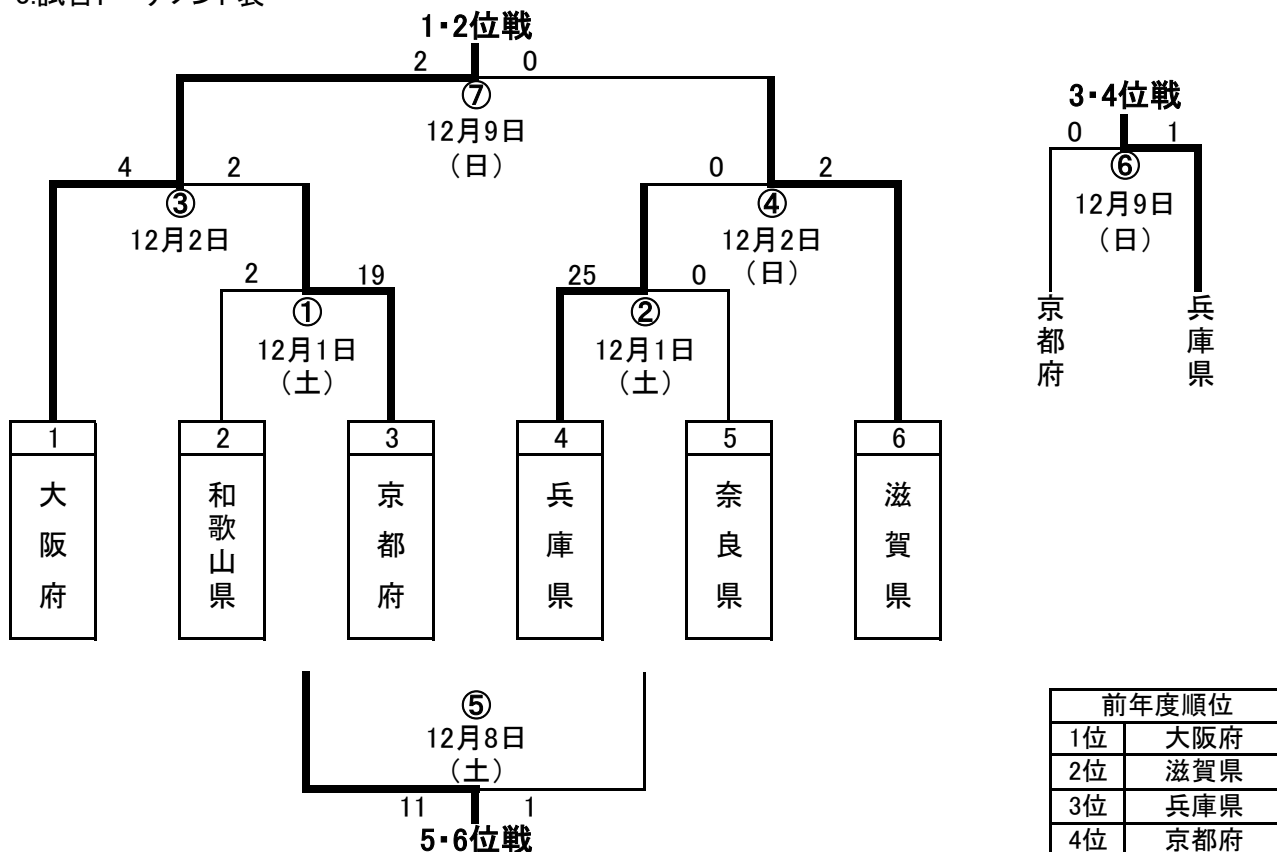 1・2位戦
2 0
⑦
12月9日
（日）
3・4位戦
0 1
⑥
12月9日
（日）
京都府
兵庫県
4 2
③
12月2日
0 2
④
12月2日
（日）
2 19
①
12月1日
（土）
25 0
②
12月1日
（土）
1 2 3 4 5 6
大阪府
和歌山県
京都府
兵庫県
奈良県
滋賀県
⑤
12月8日
（土）
11 1
5・6位戦
前年度順位
1位 大阪府
2位 滋賀県
3位 兵庫県
4位 京都府